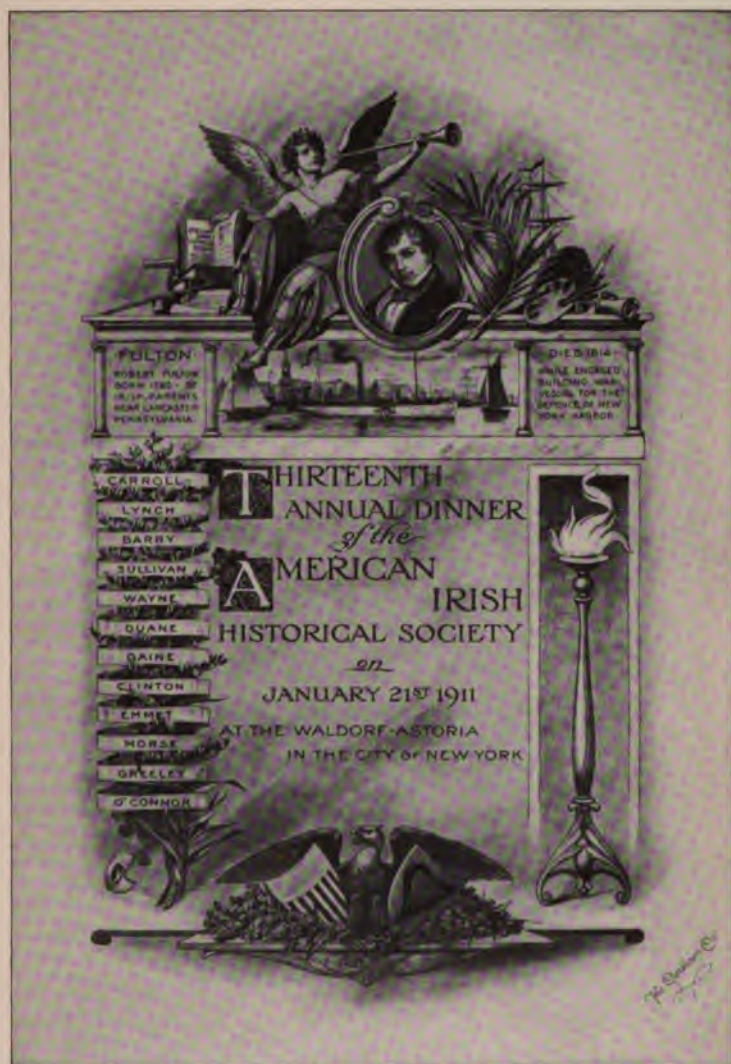 FULTON
ROBERT FULTON
BORN 1765 - OF
IRISH PARENTS
NEAR LANCASTER
PENNSYLVANIA
DIED 1814 -
WHILE ENGAGED
BUILDING WAR
VESSEL FOR THE
DEFENCE OF NEW
YORK HARBOR
CARROLL
LYNCH
BARRY
SULLIVAN
WAYNE
DUANE
GAINE
CLINTON
EMMET
MORSE
GREELEY
O'CONNOR
THIRTEENTH
ANNUAL DINNER
of the
AMERICAN
IRISH
HISTORICAL SOCIETY
on
JANUARY 21ST 1911
AT THE WALDORF-ASTORIA
IN THE CITY OF NEW YORK